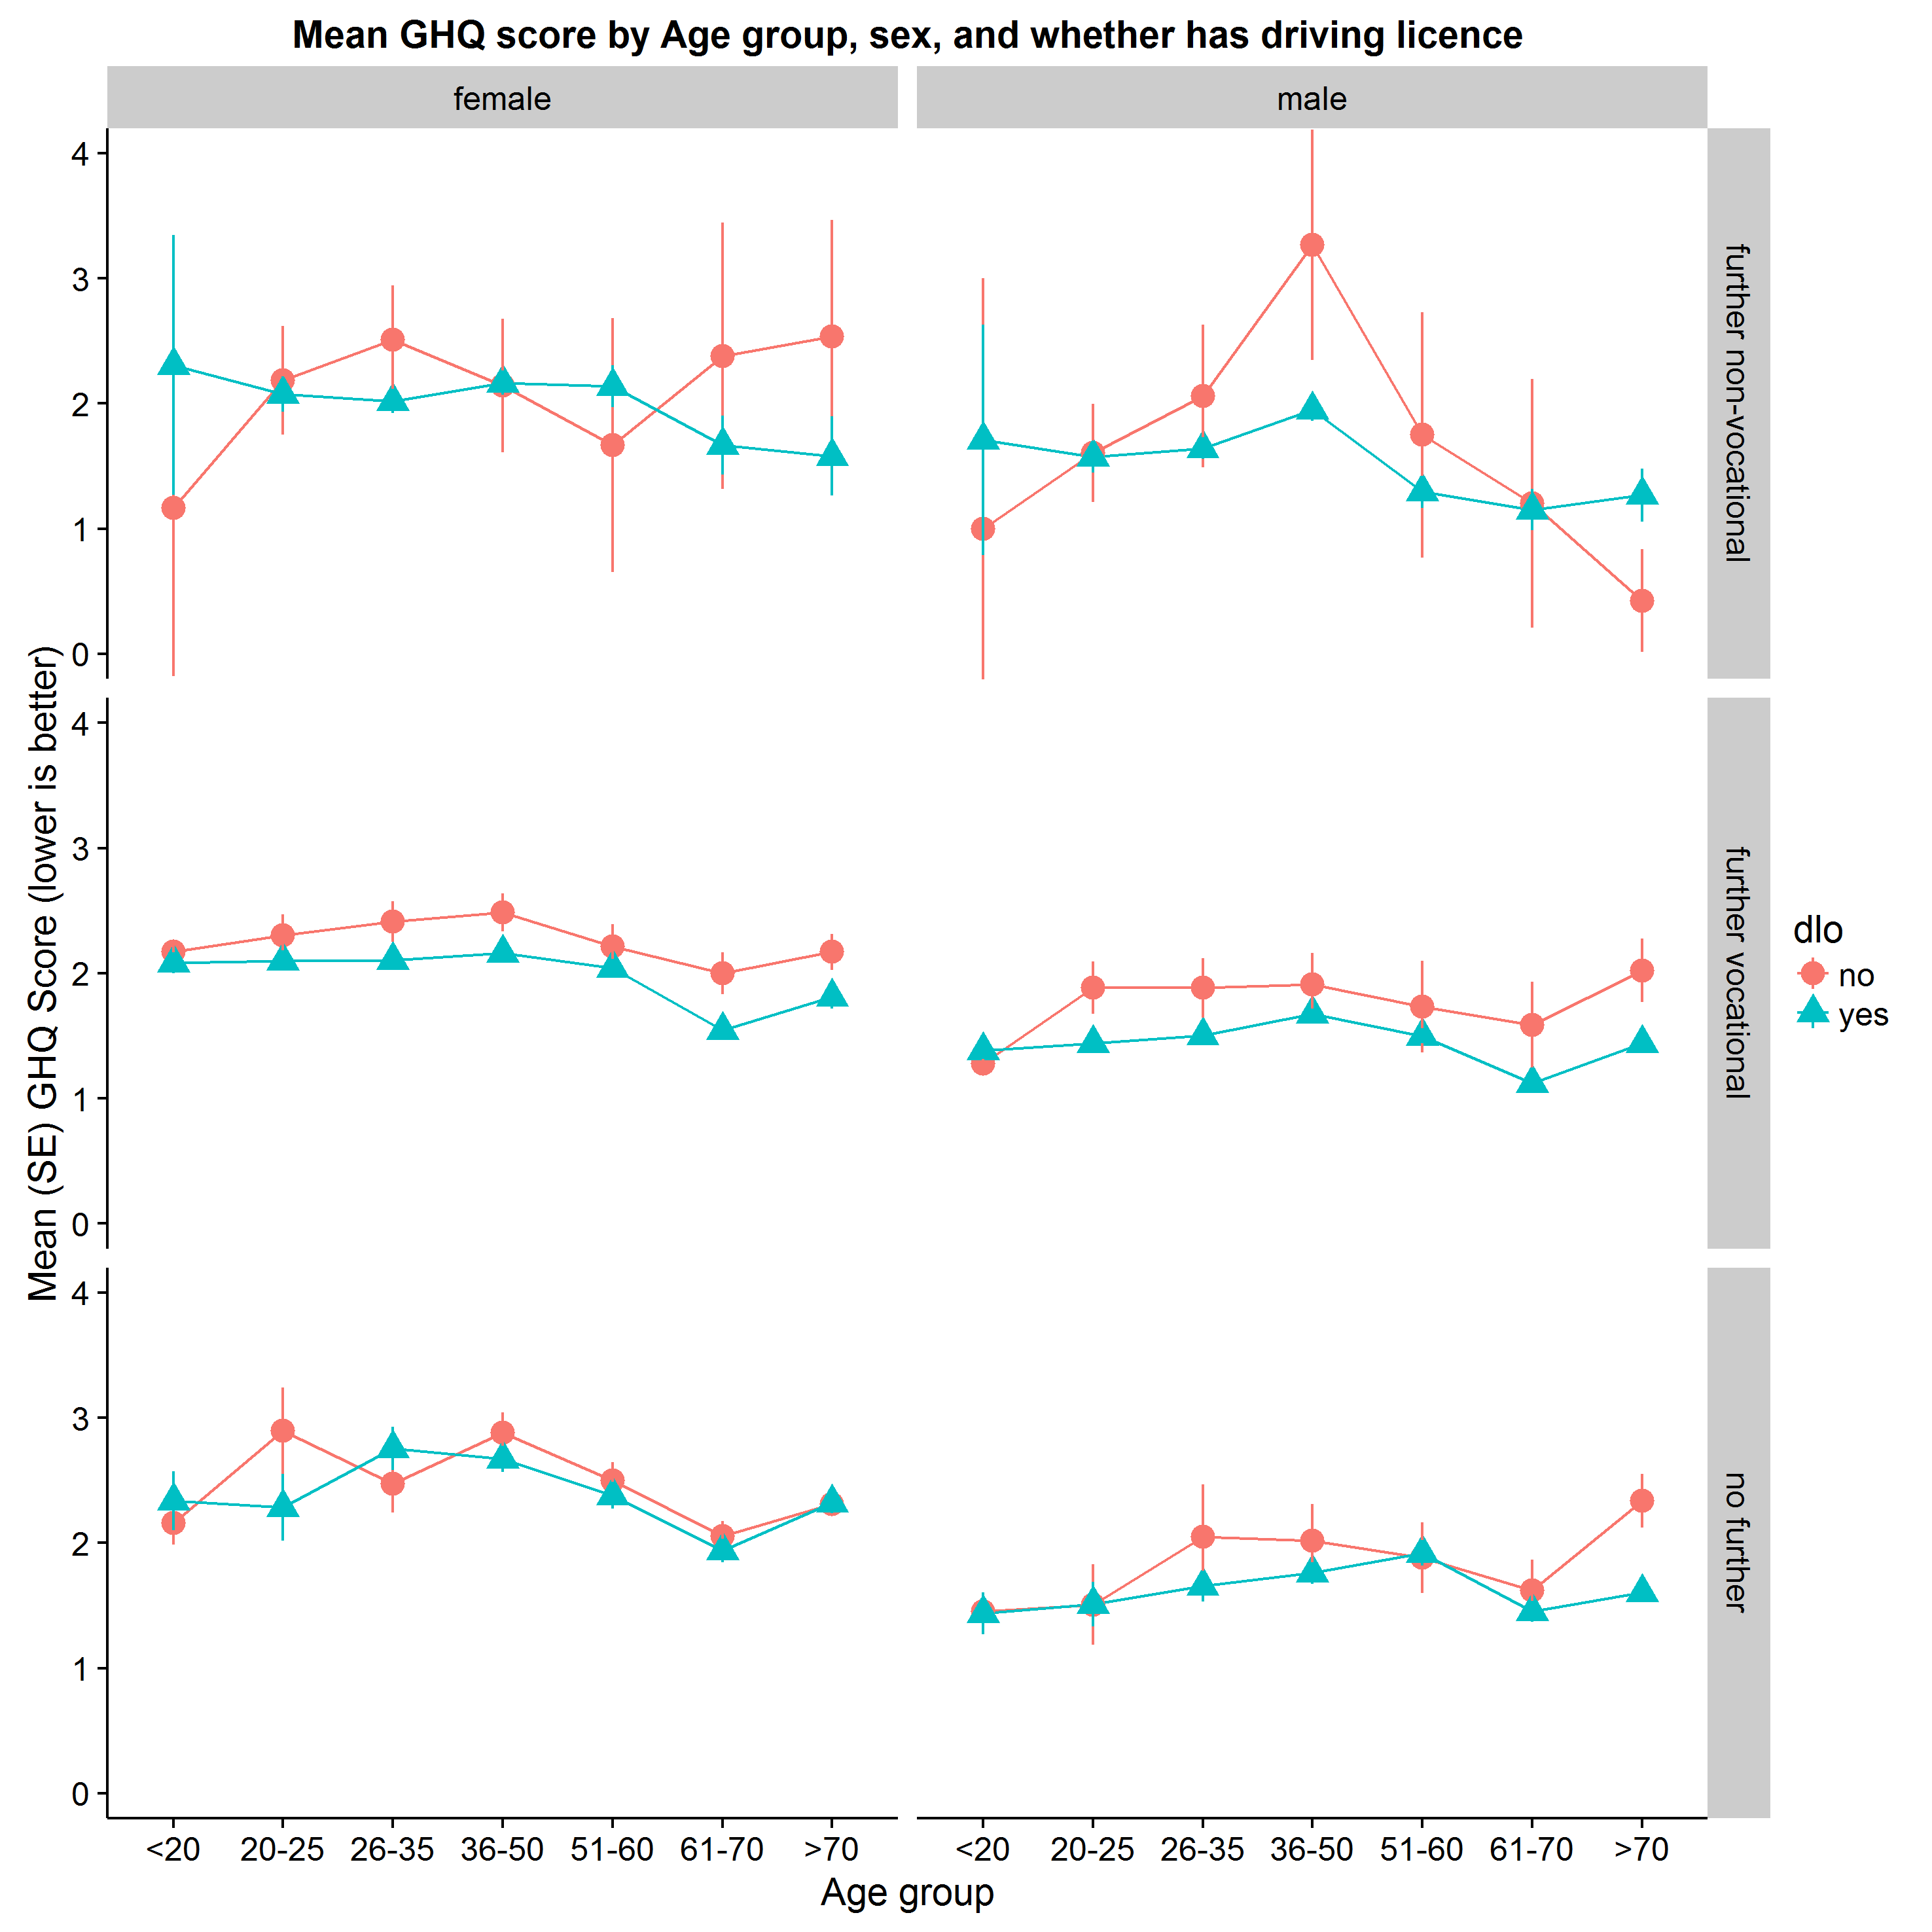 Mean GHQ score by Age group, sex, and whether has driving licence
female
male
4
3
2
1
0
further non-vocational
4
3
2
1
0
further vocational
4
3
2
1
0
no further
Mean (SE) GHQ Score (lower is better)
dlo
no
yes
<20 20-25 26-35 36-50 51-60 61-70 >70
<20 20-25 26-35 36-50 51-60 61-70 >70
Age group